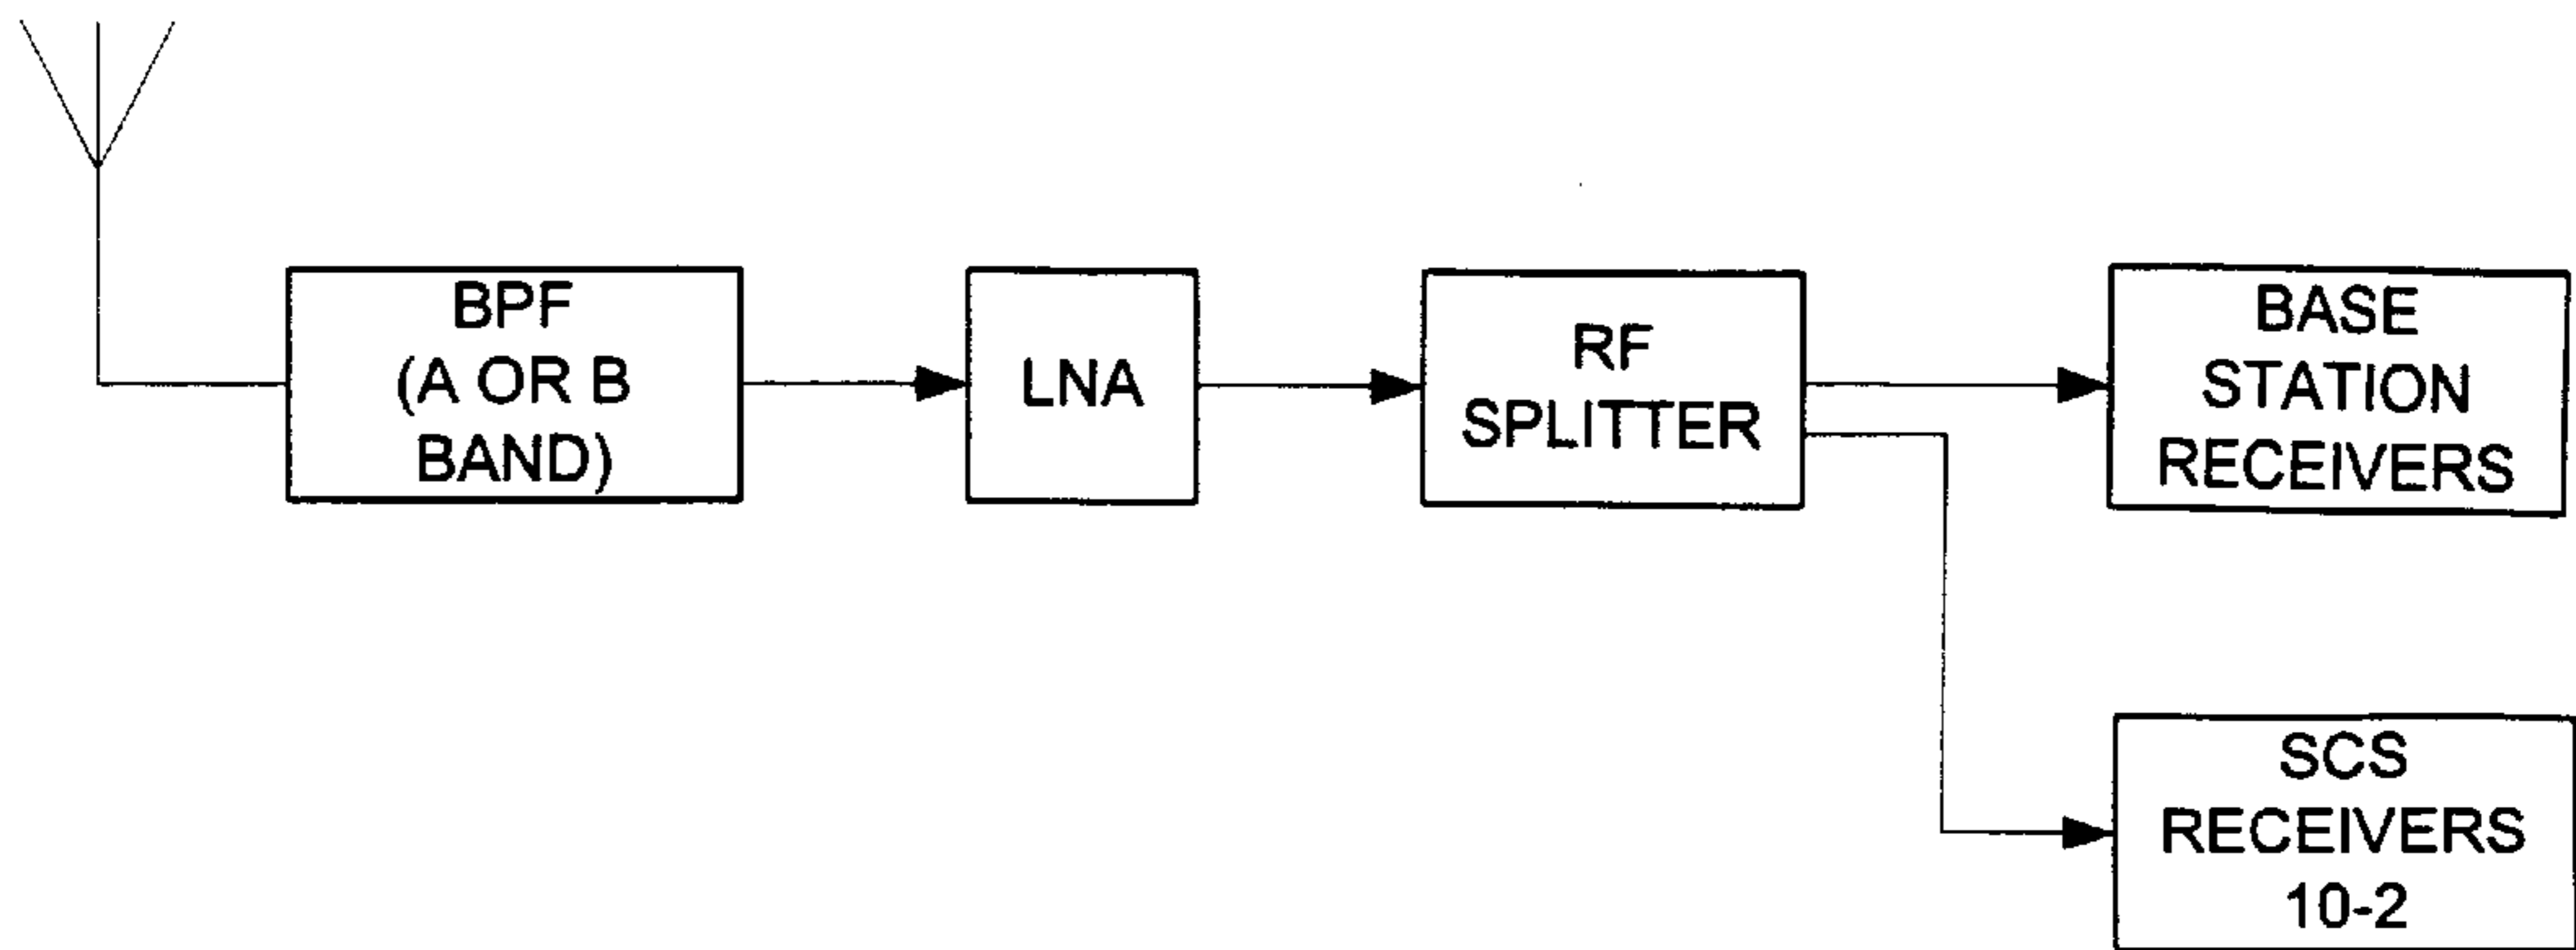 BPF
(A OR B
BAND)
LNA
RF
SPLITTER
BASE
STATION
RECEIVERS
SCS
RECEIVERS
10-2